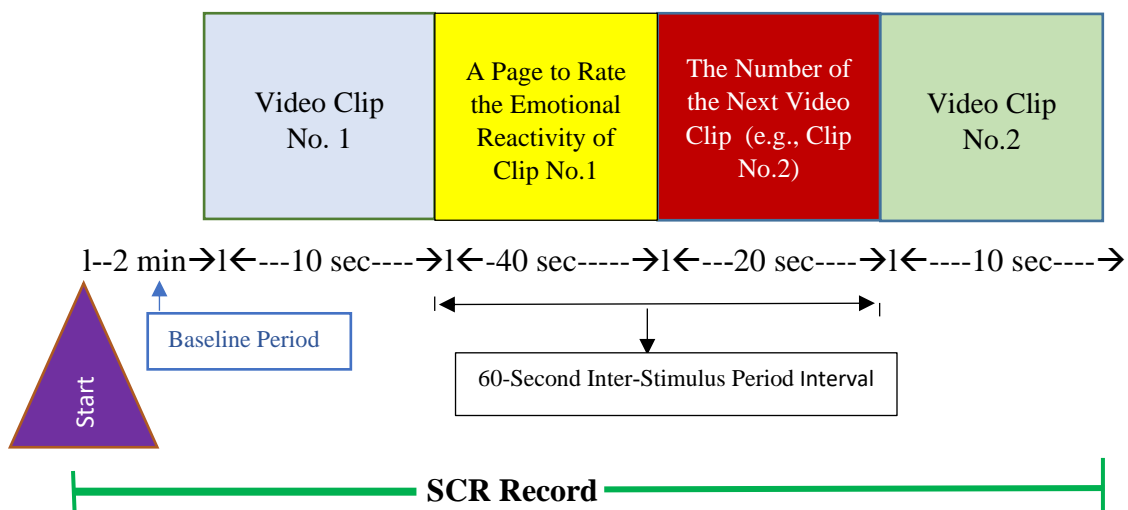 Video Clip
No. 1
A Page to Rate
the Emotional
Reactivity of
Clip No.1
The Number of
the Next Video
Clip (e.g., Clip
No.2)
Video Clip
No.2
l--2 min→l←---10 sec----→l←-40 sec-----→l←---20 sec----→l←----10 sec----→
Baseline Period
60-Second Inter-Stimulus Period Interval
Start
SCR Record